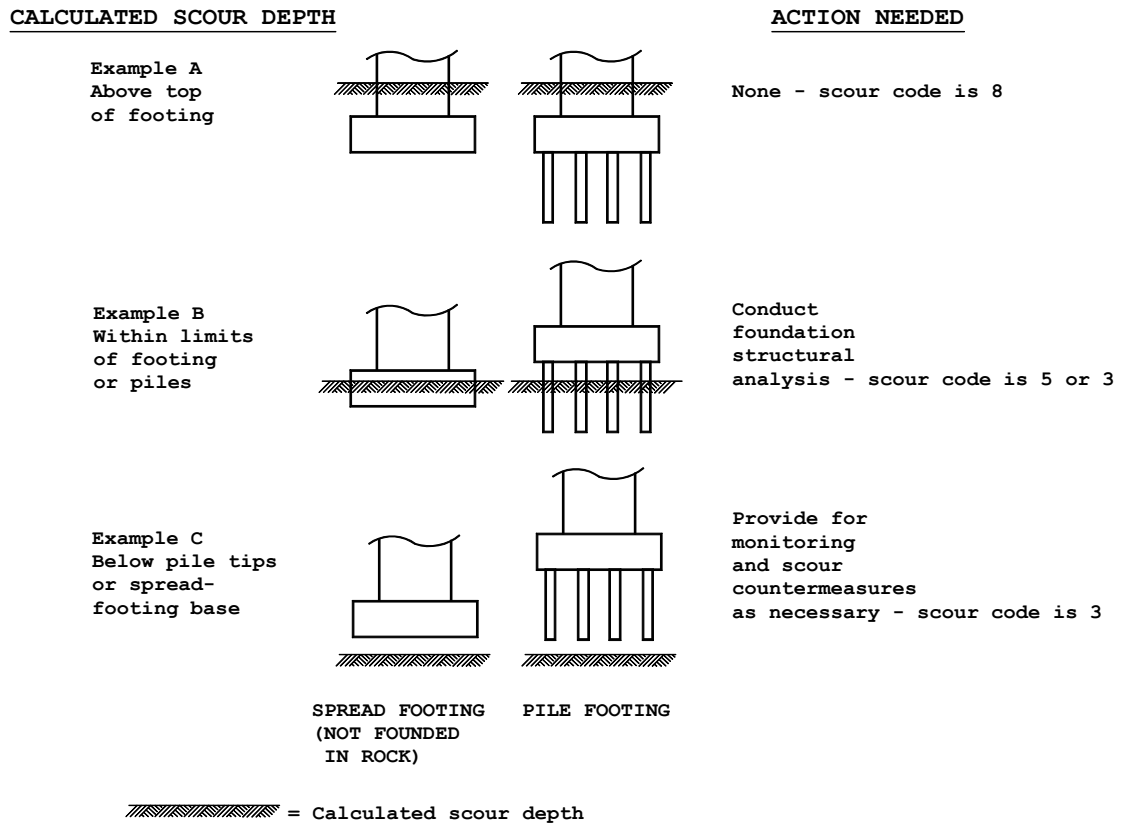 CALCULATED SCOUR DEPTH
ACTION NEEDED
Example A
Above top
of footing
None - scour code is 8
Example B
Within limits
of footing
or piles
Conduct
foundation
structural
analysis - scour code is 5 or 3
Example C
Below pile tips
or spread-
footing base
Provide for
monitoring
and scour
countermeasures
as necessary - scour code is 3
SPREAD FOOTING
(NOT FOUNDED
IN ROCK)
PILE FOOTING
= Calculated scour depth